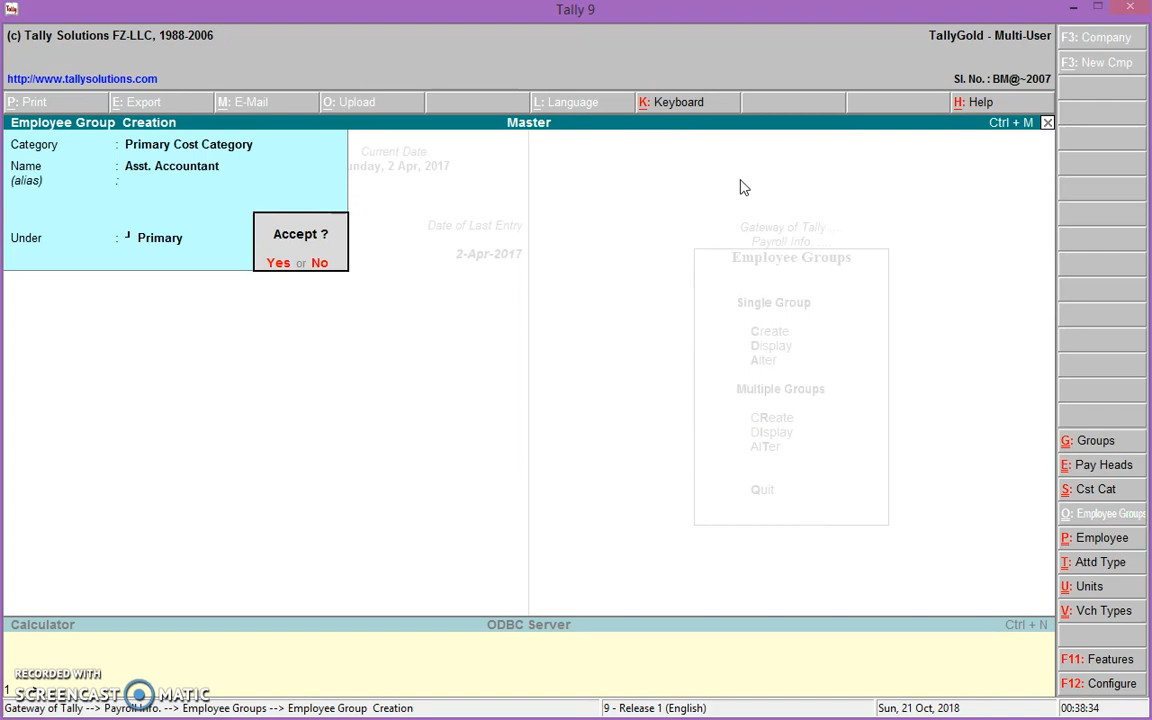 Tally 9
(c) Tally Solutions FZ-LLC, 1988-2006
TallyGold - Multi-User
http://www.tallysolutions.com
Sl. No. : BM@~2007
P: Print
E: Export
M: E-Mail
O: Upload
L: Language
K: Keyboard
H: Help
Employee Group Creation
Master
Ctrl + M
Category : Primary Cost Category
Name : Asst. Accountant
(alias) :
Under : Primary
Accept ?
Yes or No
Current Date
unday, 2 Apr, 2017
Date of Last Entry
2-Apr-2017
Gateway of Tally ....
Payroll Info. ....
Employee Groups
Single Group
Create
Display
Alter
Multiple Groups
CReate
DIsplay
AlTer
Quit
F3: Company
F3: New Cmp
G: Groups
E: Pay Heads
S: Cst Cat
O: Employee Groups
P: Employee
T: Attd Type
U: Units
V: Vch Types
F11: Features
F12: Configure
Calculator
ODBC Server
Ctrl + N
RECORDED WITH
SCREENCAST MATIC
1
Gateway of Tally --> Payroll Info. --> Employee Groups --> Employee Group Creation
9 - Release 1 (English)
Sun, 21 Oct, 2018
00:38:34